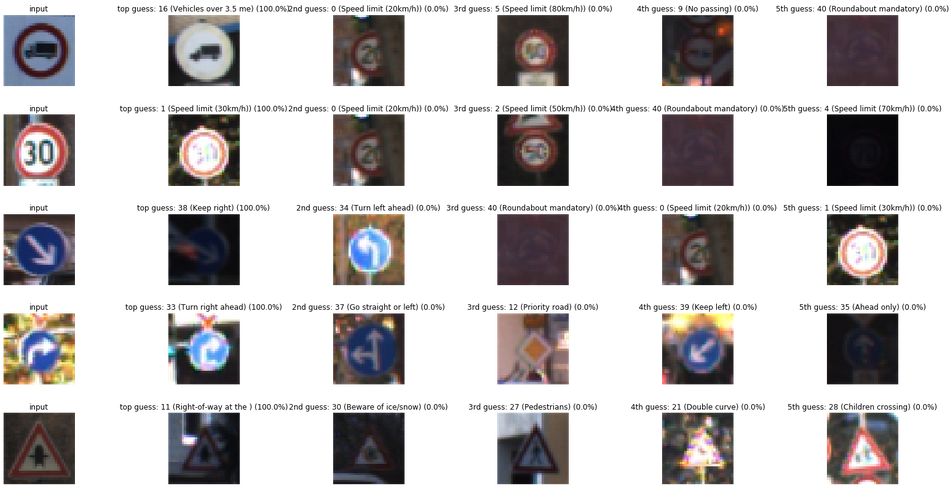 input top guess: 16 (Vehicles over 3.5 me) (100.0%) 2nd guess: 0 (Speed limit (20km/h)) (0.0%) 3rd guess: 5 (Speed limit (80km/h)) (0.0%) 4th guess: 9 (No passing) (0.0%) 5th guess: 40 (Roundabout mandatory) (0.0%)
input top guess: 1 (Speed limit (30km/h)) (100.0%) 2nd guess: 0 (Speed limit (20km/h)) (0.0%) 3rd guess: 2 (Speed limit (50km/h)) (0.0%) 4th guess: 40 (Roundabout mandatory) (0.0%) 5th guess: 4 (Speed limit (70km/h)) (0.0%)
30
input top guess: 38 (Keep right) (100.0%) 2nd guess: 34 (Turn left ahead) (0.0%) 3rd guess: 40 (Roundabout mandatory) (0.0%) 4th guess: 0 (Speed limit (20km/h)) (0.0%) 5th guess: 1 (Speed limit (30km/h)) (0.0%)
input top guess: 33 (Turn right ahead) (100.0%) 2nd guess: 37 (Go straight or left) (0.0%) 3rd guess: 12 (Priority road) (0.0%) 4th guess: 39 (Keep left) (0.0%) 5th guess: 35 (Ahead only) (0.0%)
input top guess: 11 (Right-of-way at the ) (100.0%) 2nd guess: 30 (Beware of ice/snow) (0.0%) 3rd guess: 27 (Pedestrians) (0.0%) 4th guess: 21 (Double curve) (0.0%) 5th guess: 28 (Children crossing) (0.0%)